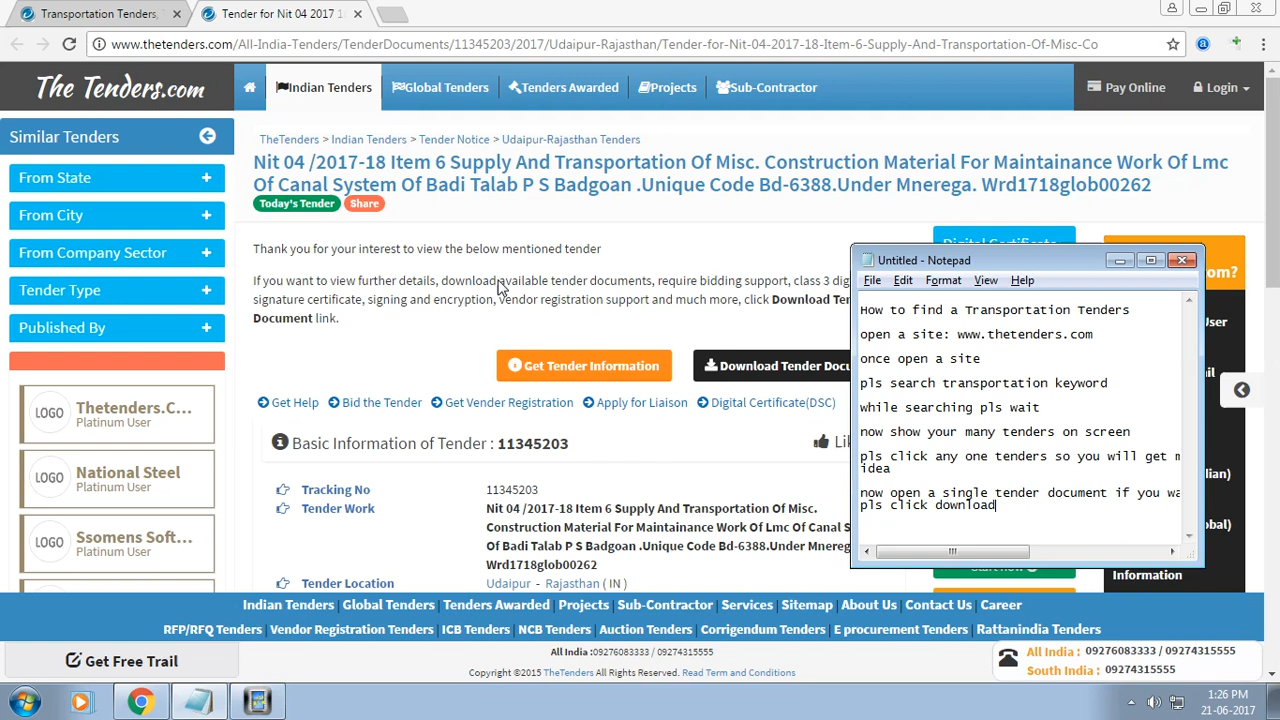 Transportation Tenders,
Tender for Nit 04 2017 1
www.thetenders.com/All-India-Tenders/TenderDocuments/11345203/2017/Udaipur-Rajasthan/Tender-for-Nit-04-2017-18-Item-6-Supply-And-Transportation-Of-Misc-Co
The Tenders.com
Indian Tenders
Global Tenders
Tenders Awarded
Projects
Sub-Contractor
Pay Online
Login
Similar Tenders
From State +
From City +
From Company Sector +
Tender Type +
Published By +
LOGO
Thetenders.C...
Platinum User
LOGO
National Steel
Platinum User
LOGO
Ssomens Soft...
Platinum User
TheTenders > Indian Tenders > Tender Notice > Udaipur-Rajasthan Tenders
Nit 04 /2017-18 Item 6 Supply And Transportation Of Misc. Construction Material For Maintainance Work Of Lmc
Of Canal System Of Badi Talab P S Badgoan .Unique Code Bd-6388.Under Mnerega. Wrd1718glob00262
Today's Tender
Share
Thank you for your interest to view the below mentioned tender
If you want to view further details, download availale tender documents, require bidding support, class 3 dig
signature certificate, signing and encryption, vendor registration support and much more, click Download Ten
Document link.
Get Tender Information
Download Tender Docu
Get Help
Bid the Tender
Get Vender Registration
Apply for Liaison
Digital Certificate(DSC)
Basic Information of Tender : 11345203
Lik
Tracking No 11345203
Tender Work Nit 04 /2017-18 Item 6 Supply And Transportation Of Misc.
Construction Material For Maintainance Work Of Lmc Of Canal S
Of Badi Talab P S Badgoan .Unique Code Bd-6388.Under Mnerega
Wrd1718glob00262
Tender Location Udaipur - Rajasthan ( IN )
Digital Certificate
om?
User
ail
dian)
obal)
Information
Untitled - Notepad
File Edit Format View Help
How to find a Transportation Tenders
open a site: www.thetenders.com
once open a site
pls search transportation keyword
while searching pls wait
now show your many tenders on screen
pls click any one tenders so you will get m
idea
now open a single tender document if you wa
pls click download
Indian Tenders | Global Tenders | Tenders Awarded | Projects | Sub-Contractor | Services | Sitemap | About Us | Contact Us | Career
RFP/RFQ Tenders | Vendor Registration Tenders | ICB Tenders | NCB Tenders | Auction Tenders | Corrigendum Tenders | E procurement Tenders | Rattanindia Tenders
Get Free Trail
All India :09276083333 / 09274315555
Copyright ©2015 TheTenders All Rights Reserved. Read Term and Conditions
All India : 09276083333 / 09274315555
South India : 09274315555
1:26 PM
21-06-2017